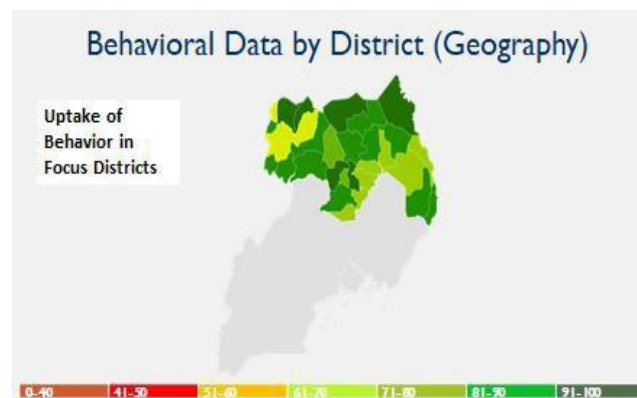 Behavioral Data by District (Geography)
Uptake of
Behavior in
Focus Districts
0-40 41-50 51-60 61-70 71-80 81-90 91-100